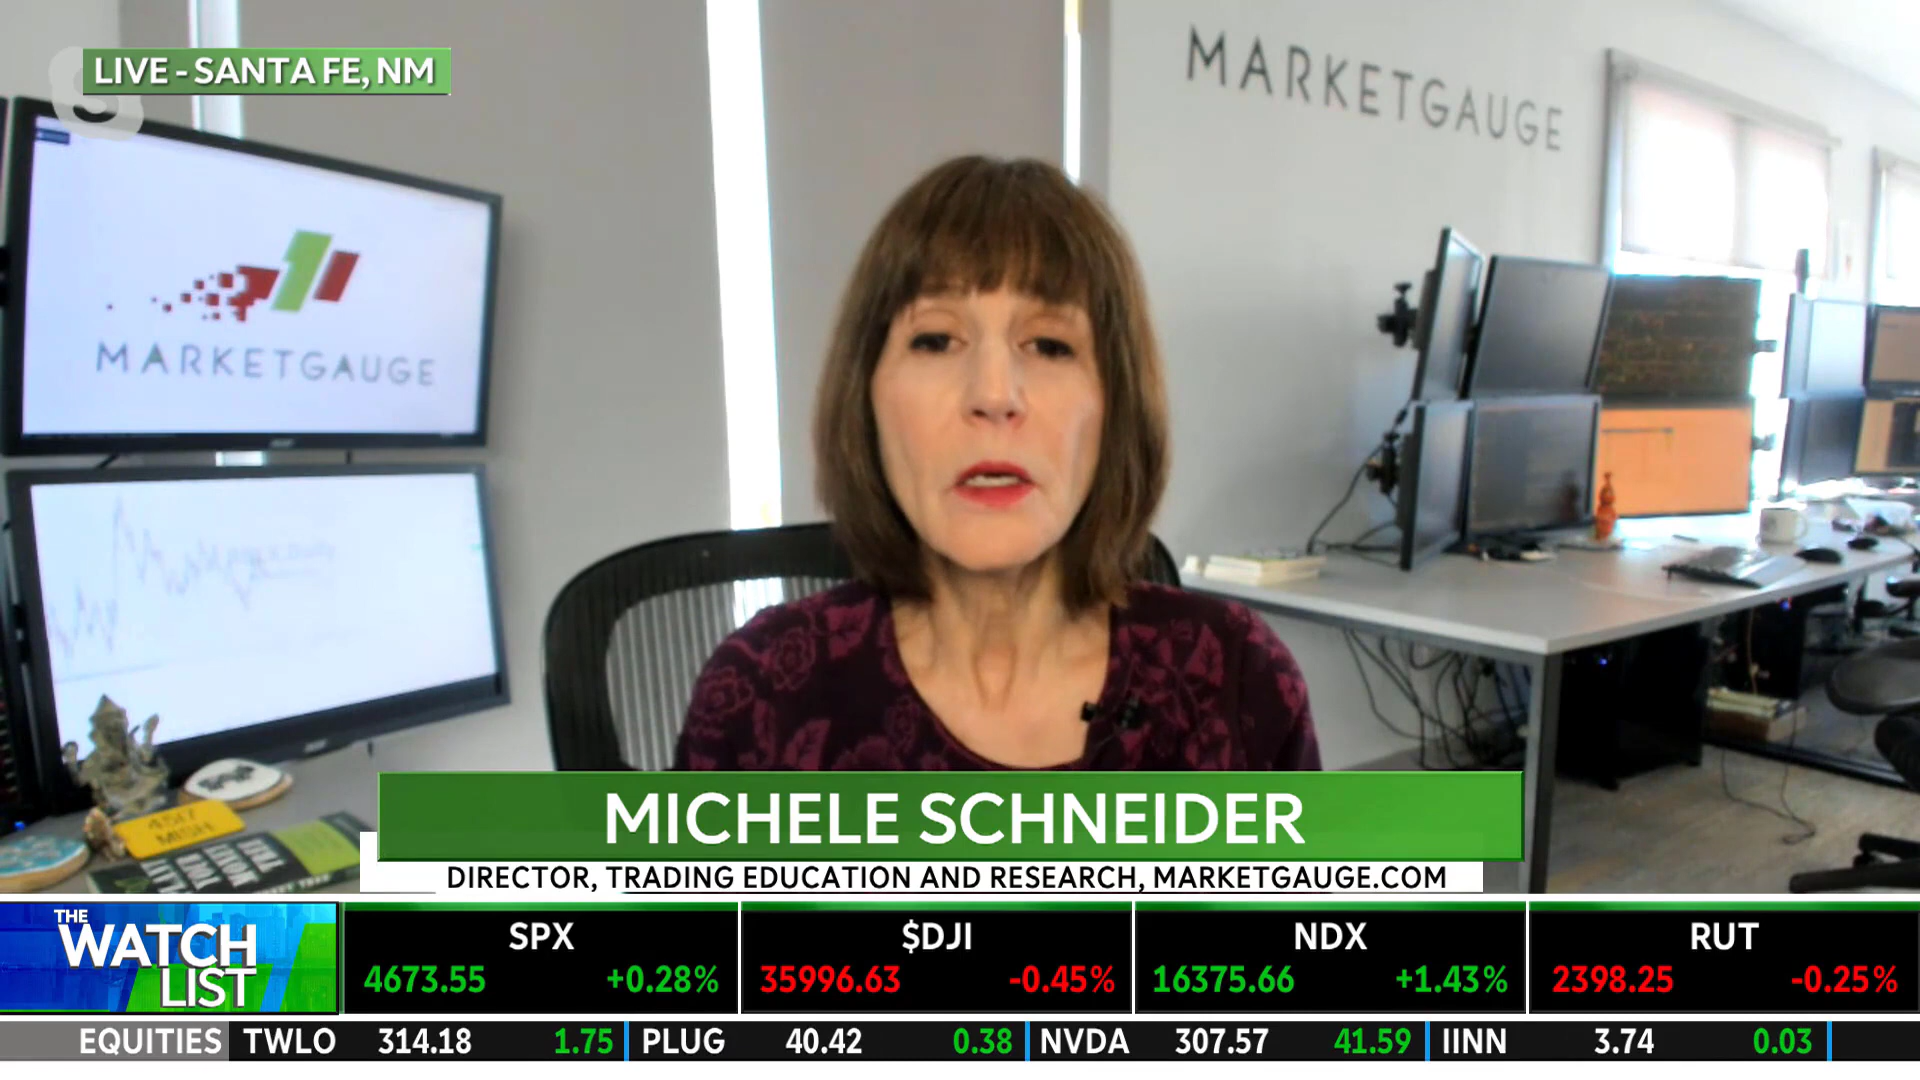 LIVE - SANTA FE, NM
MARKETGAUGE
MARKETGAUGE
MICHELE SCHNEIDER
DIRECTOR, TRADING EDUCATION AND RESEARCH, MARKETGAUGE.COM
THE
WATCH
LIST
SPX
4673.55 +0.28%
$DJI
35996.63 -0.45%
NDX
16375.66 +1.43%
RUT
2398.25 -0.25%
EQUITIES TWLO 314.18 1.75 PLUG 40.42 0.38 NVDA 307.57 41.59 IINN 3.74 0.03